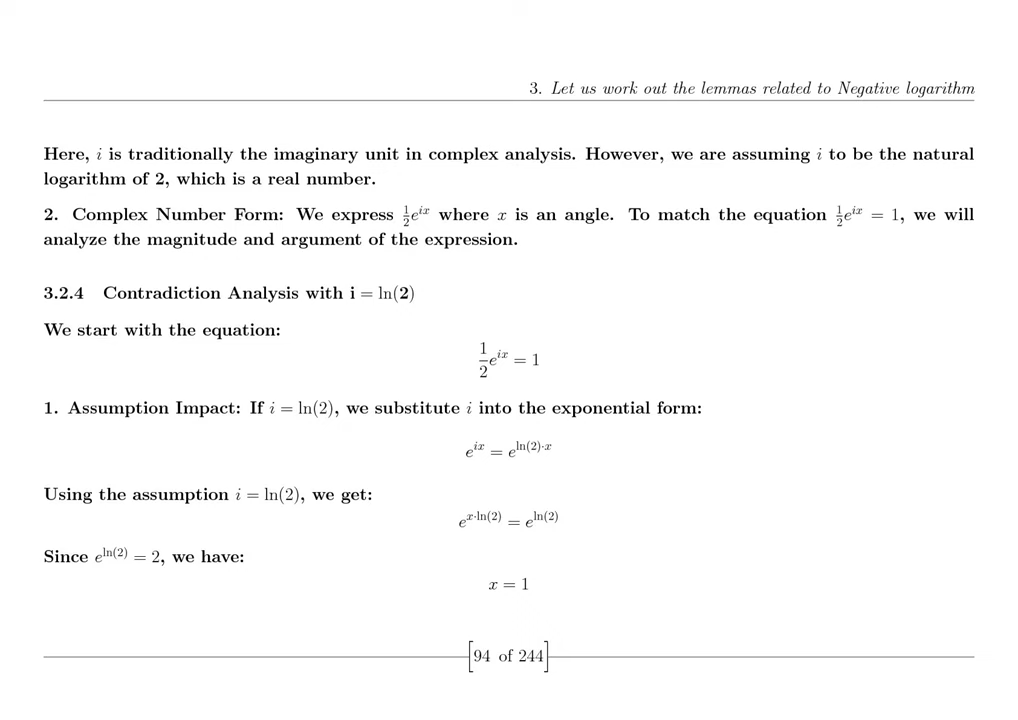 3. Let us work out the lemmas related to Negative logarithm
Here, i is traditionally the imaginary unit in complex analysis. However, we are assuming i to be the natural
logarithm of 2, which is a real number.
2. Complex Number Form: We express \frac{1}{2}e^{ix} where x is an angle. To match the equation \frac{1}{2}e^{ix} = 1, we will
analyze the magnitude and argument of the expression.
3.2.4 Contradiction Analysis with i = ln(2)
We start with the equation:
\frac{1}{2}e^{ix} = 1
1. Assumption Impact: If i = ln(2), we substitute i into the exponential form:
e^{ix} = e^{ln(2)·x}
Using the assumption i = ln(2), we get:
e^{x·ln(2)} = e^{ln(2)}
Since e^{ln(2)} = 2, we have:
x = 1
[94 of 244]